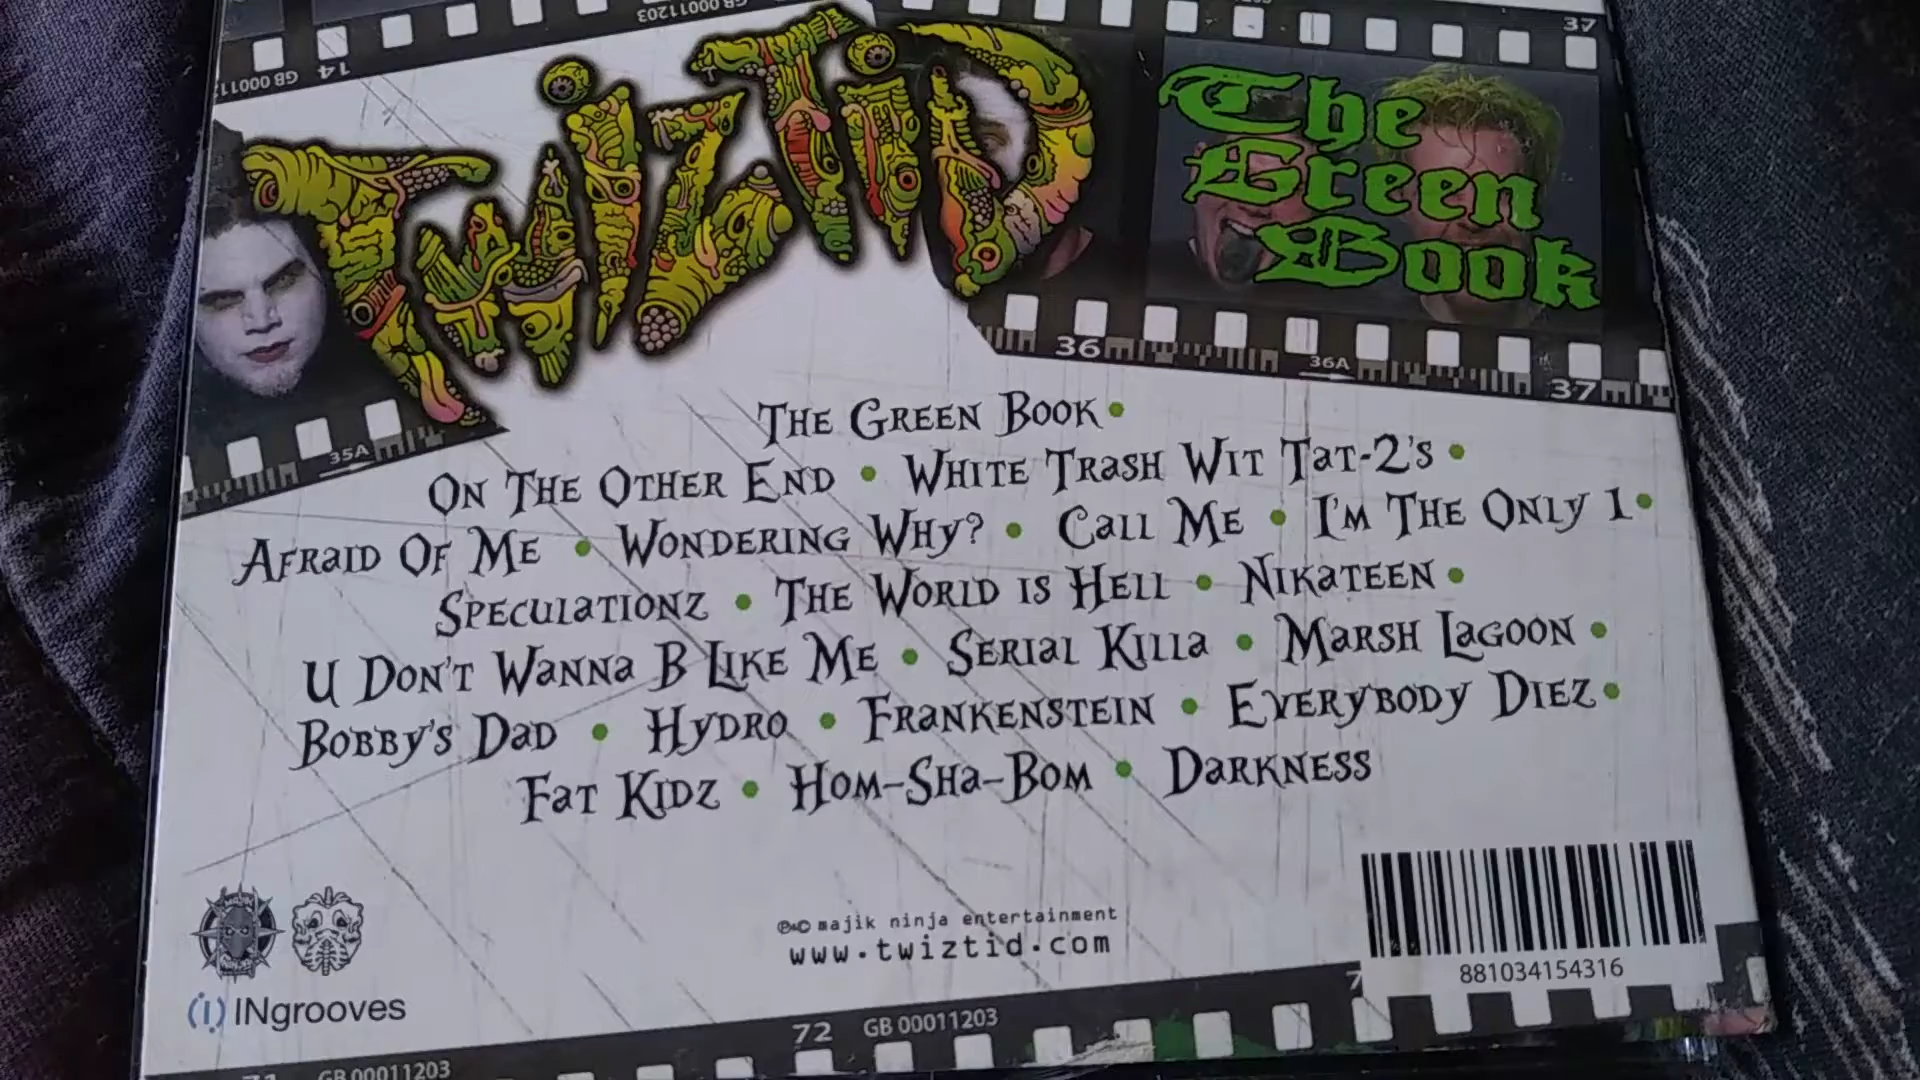 GB 00011203
37
GB 00011203
14
TWIZTID
The
Green
Book
36
36A
37
35A
THE GREEN BOOK •
ON THE OTHER END • WHITE TRASH WIT TAT-2'S •
AFRAID OF ME • WONDERING WHY? • CALL ME • I'M THE ONLY 1 •
SPECULATIONZ • THE WORLD IS HELL • NIKATEEN •
U DON'T WANNA B LIKE ME • SERIAL KILLA • MARSH LAGOON •
BOBBY'S DAD • HYDRO • FRANKENSTEIN • EVERYBODY DIEZ •
FAT KIDZ • HOM-SHA-BOM • DARKNESS
℗&© majik ninja entertainment
www.twiztid.com
881034154316
(i) INgrooves
72 GB 00011203
GB 00011203